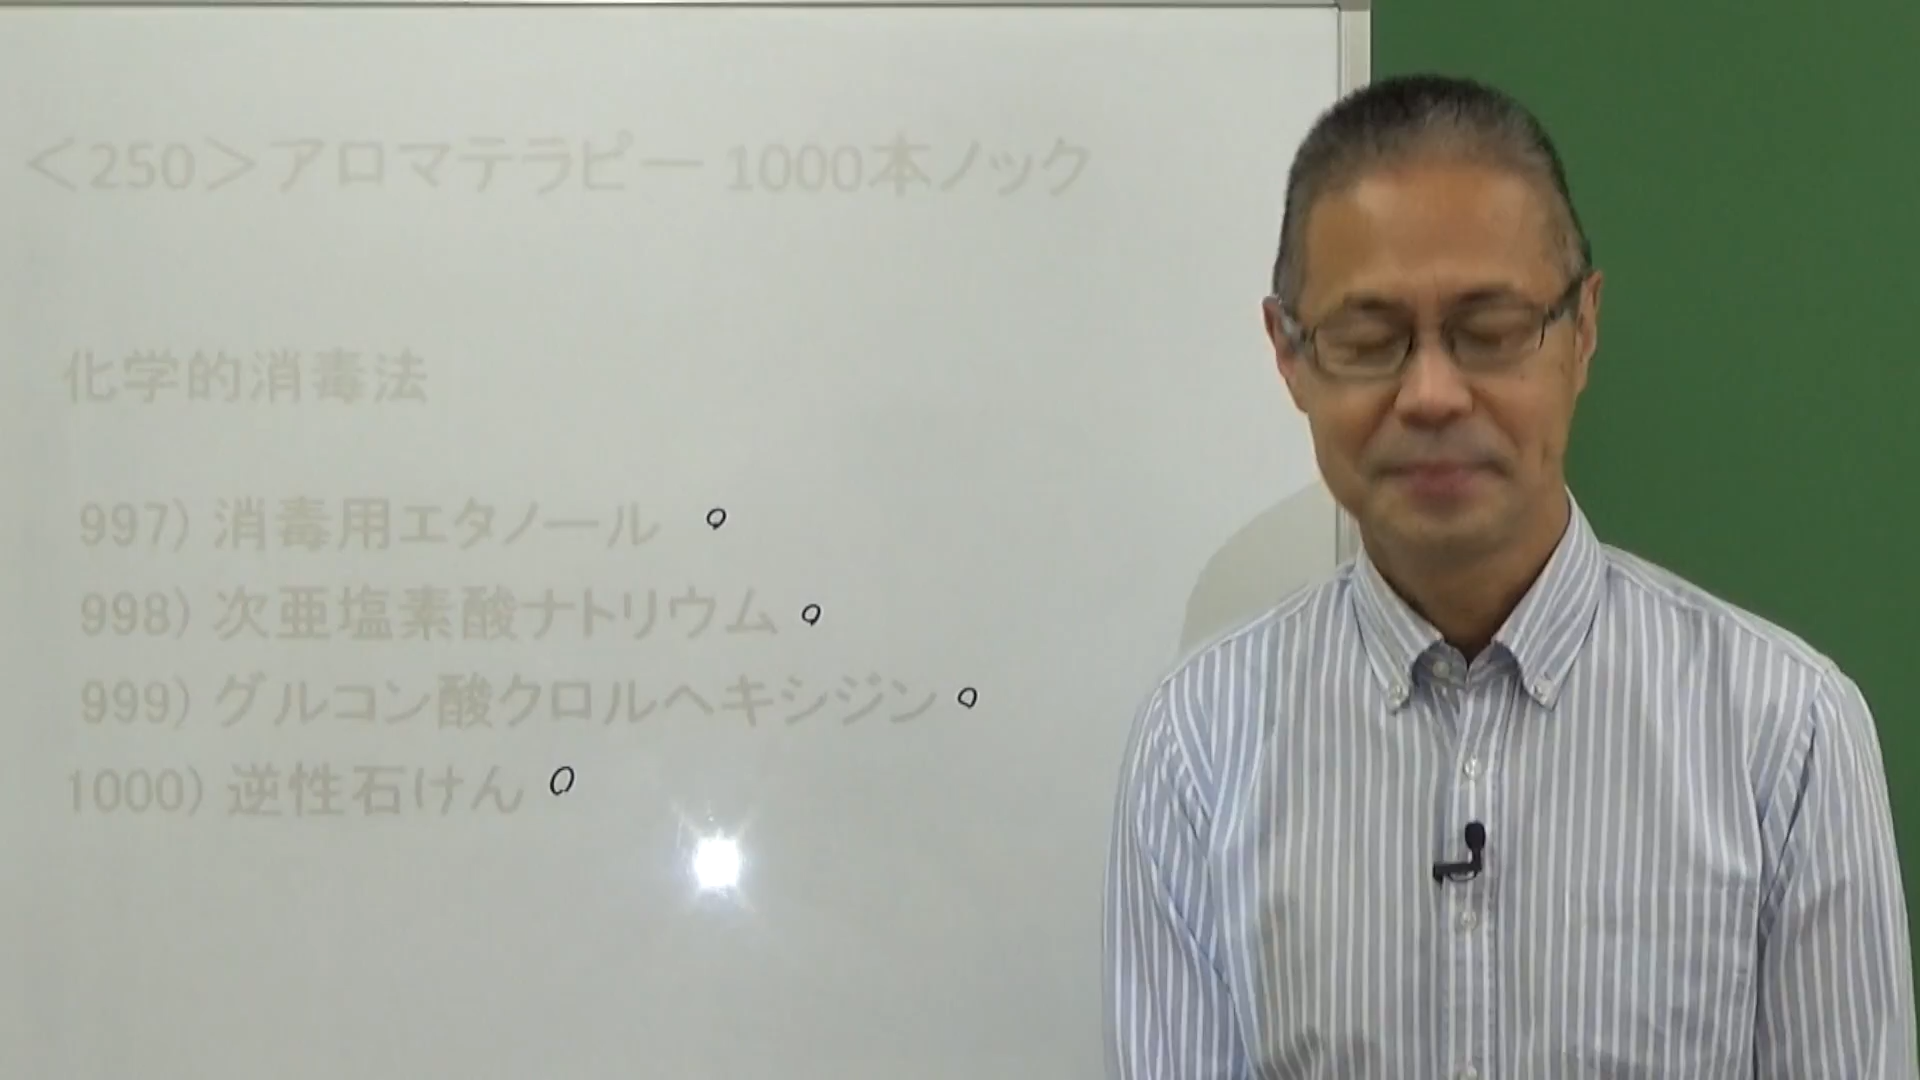 ＜250＞アロマテラピー 1000本ノック
化学的消毒法
997) 消毒用エタノール ○
998) 次亜塩素酸ナトリウム ○
999) グルコン酸クロルヘキシジン ○
1000) 逆性石けん ○